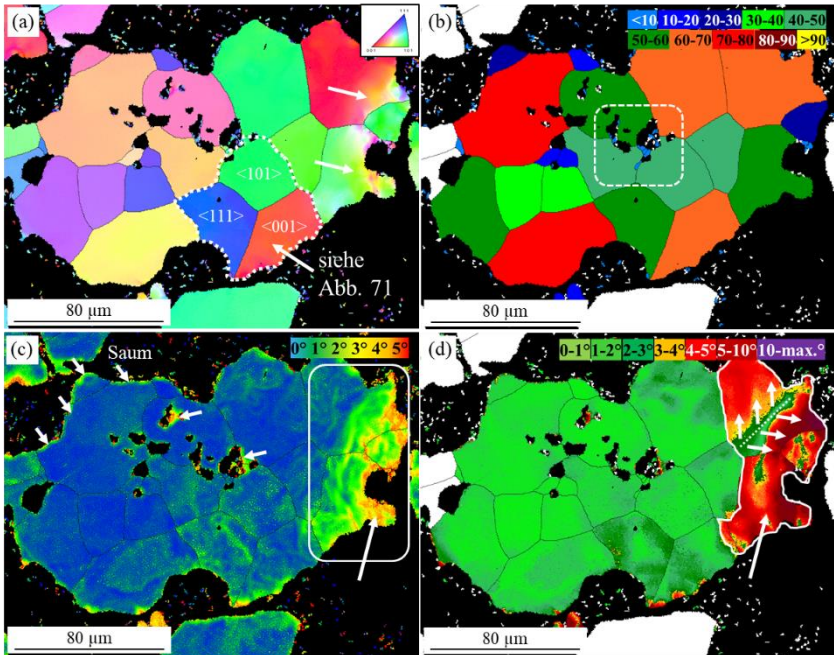 (a)
111
001 101
<101>
<111>
<001>
siehe
Abb. 71
80 µm
(b)
<10 10-20 20-30 30-40 40-50
50-60 60-70 70-80 80-90 >90
80 µm
(c)
Saum
0° 1° 2° 3° 4° 5°
80 µm
(d)
0-1° 1-2° 2-3° 3-4° 4-5° 5-10° 10-max.°
80 µm